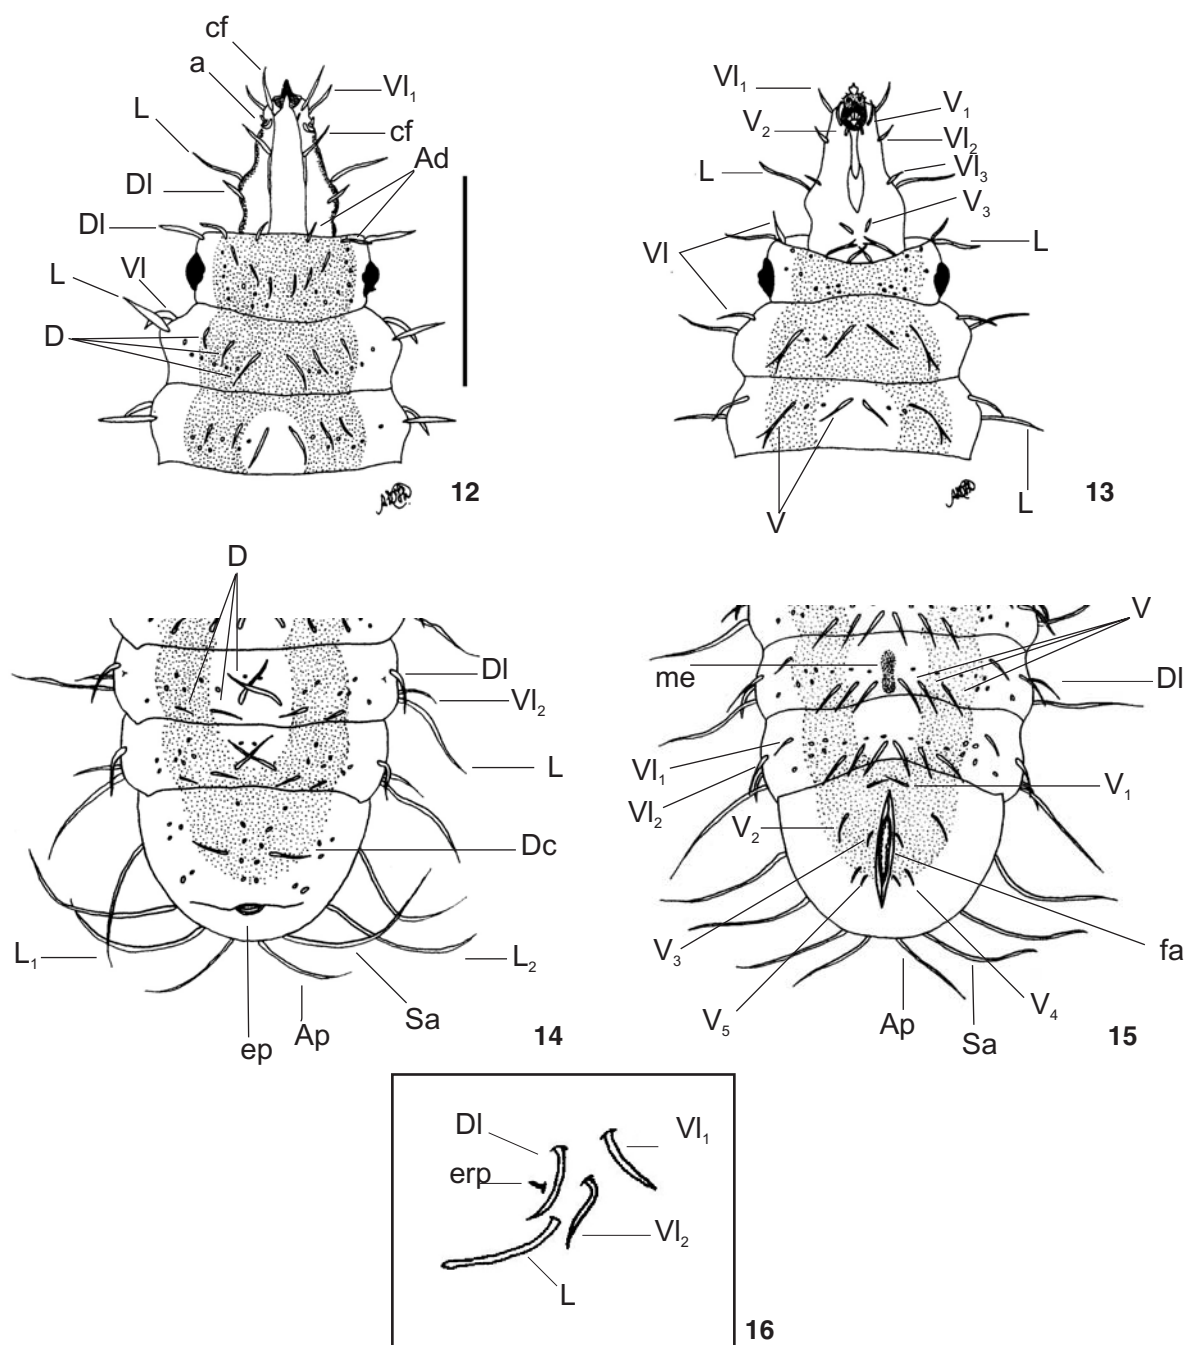 cf
a
L
Dl
Dl
L
Vl
D
Vl₁
cf
Ad
12
Vl₁
V₂
L
Vl
V₁
Vl₂
Vl₃
V₃
L
V
L
13
D
Dl
Vl₂
L
Dc
L₁
L₂
Sa
Ap
ep
14
V
me
Dl
Vl₁
Vl₂
V₁
V₂
V₃
V₅
fa
V₄
Ap
Sa
15
Dl
Vl₁
erp
Vl₂
L
16